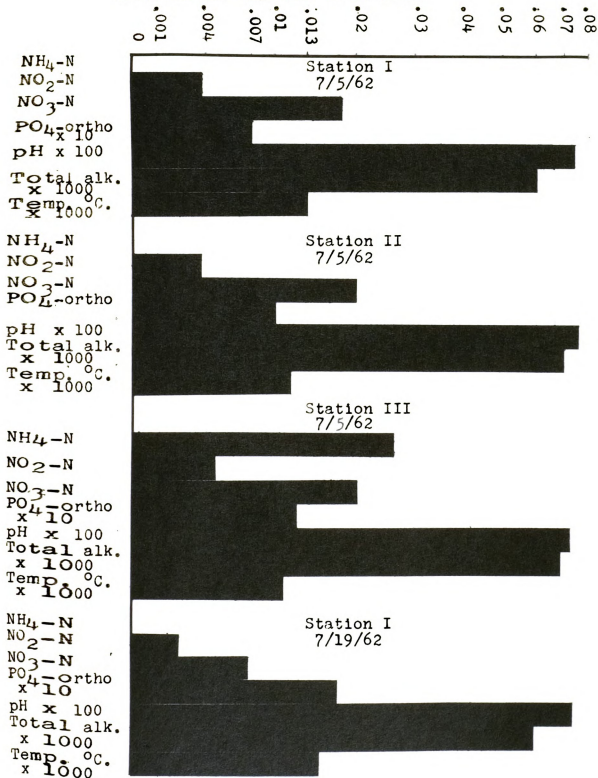 0 .001 .004 .007 .01 .013 .02 .03 .04 .05 .06 .07 .08
Station I
7/5/62
NH4-N
NO2-N
NO3-N
PO4-ortho
x 10
pH x 100
Total alk.
x 1000
Temp. °C.
x 1000
Station II
7/5/62
NH4-N
NO2-N
NO3-N
PO4-ortho
pH x 100
Total alk.
x 1000
Temp. °C.
x 1000
Station III
7/5/62
NH4-N
NO2-N
NO3-N
PO4-ortho
x 10
pH x 100
Total alk.
x 1000
Temp. °C.
x 1000
Station I
7/19/62
NH4-N
NO2-N
NO3-N
PO4-ortho
x 10
pH x 100
Total alk.
x 1000
Temp. °C.
x 1000